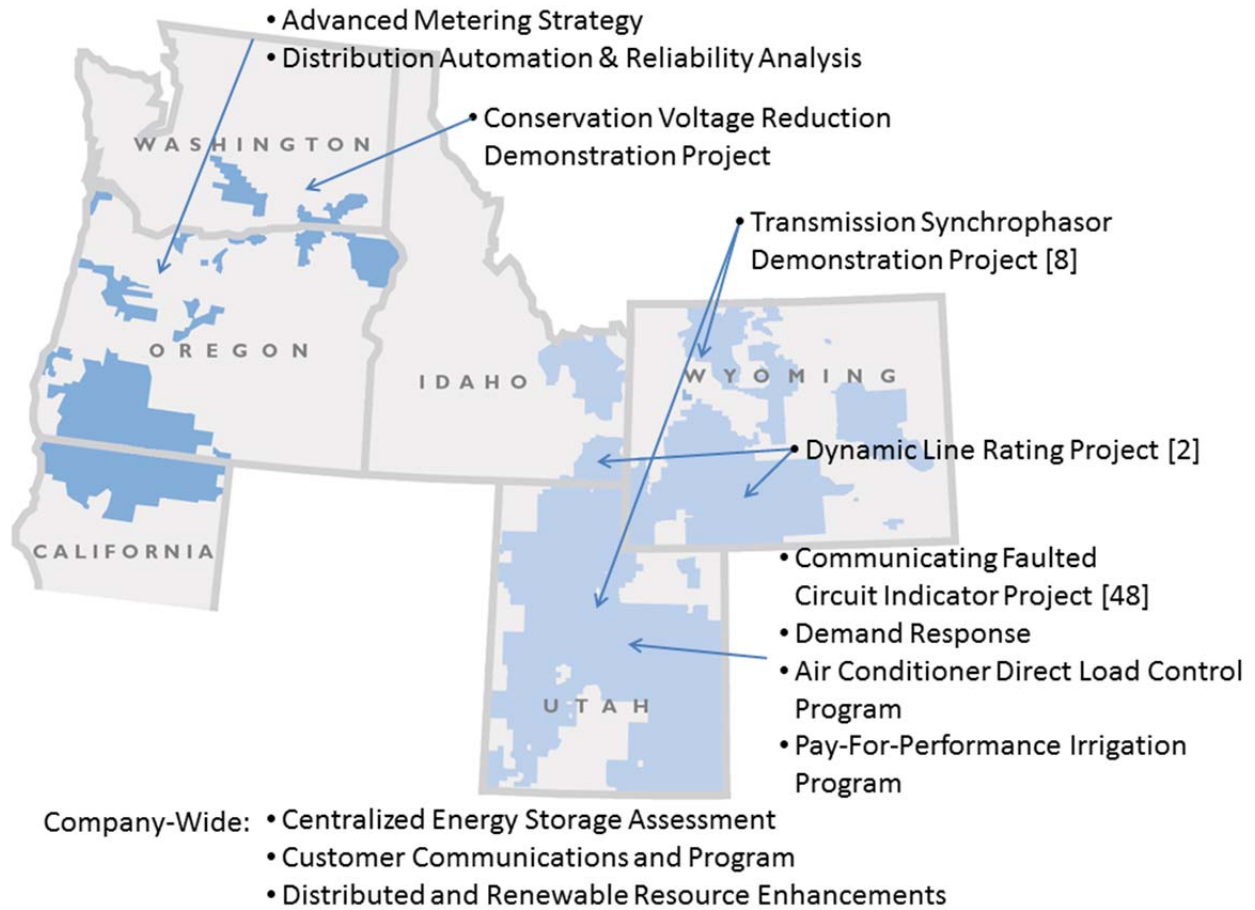 • Advanced Metering Strategy
• Distribution Automation & Reliability Analysis
• Conservation Voltage Reduction
Demonstration Project
WASHINGTON
• Transmission Synchrophasor
Demonstration Project [8]
OREGON
IDAHO
WYOMING
• Dynamic Line Rating Project [2]
CALIFORNIA
• Communicating Faulted
Circuit Indicator Project [48]
• Demand Response
• Air Conditioner Direct Load Control
Program
• Pay-For-Performance Irrigation
Program
UTAH
Company-Wide: • Centralized Energy Storage Assessment
• Customer Communications and Program
• Distributed and Renewable Resource Enhancements